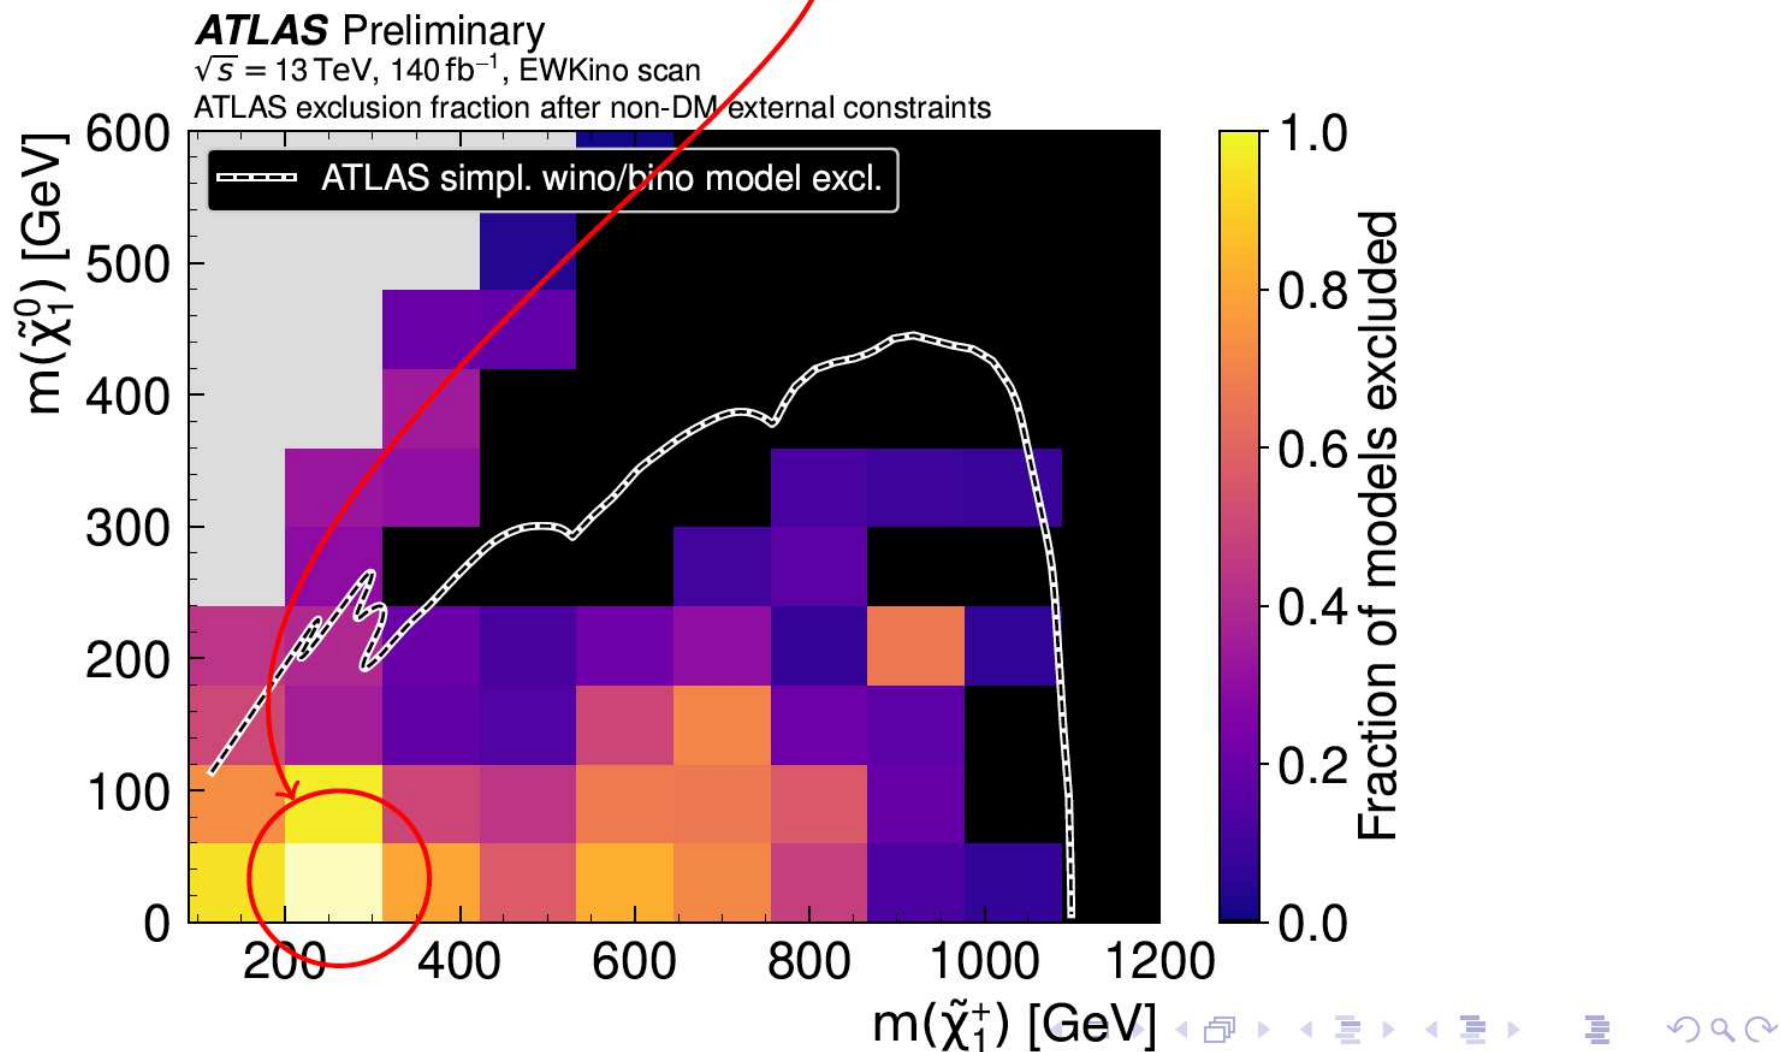 ATLAS Preliminary
√s = 13 TeV, 140 fb⁻¹, EWKino scan
ATLAS exclusion fraction after non-DM external constraints
ATLAS simpl. wino/bino model excl.
m(χ̃₁⁰) [GeV]
600
500
400
300
200
100
0
200 400 600 800 1000 1200
m(χ̃₁⁺) [GeV]
1.0
0.8
0.6
0.4
0.2
0.0
Fraction of models excluded